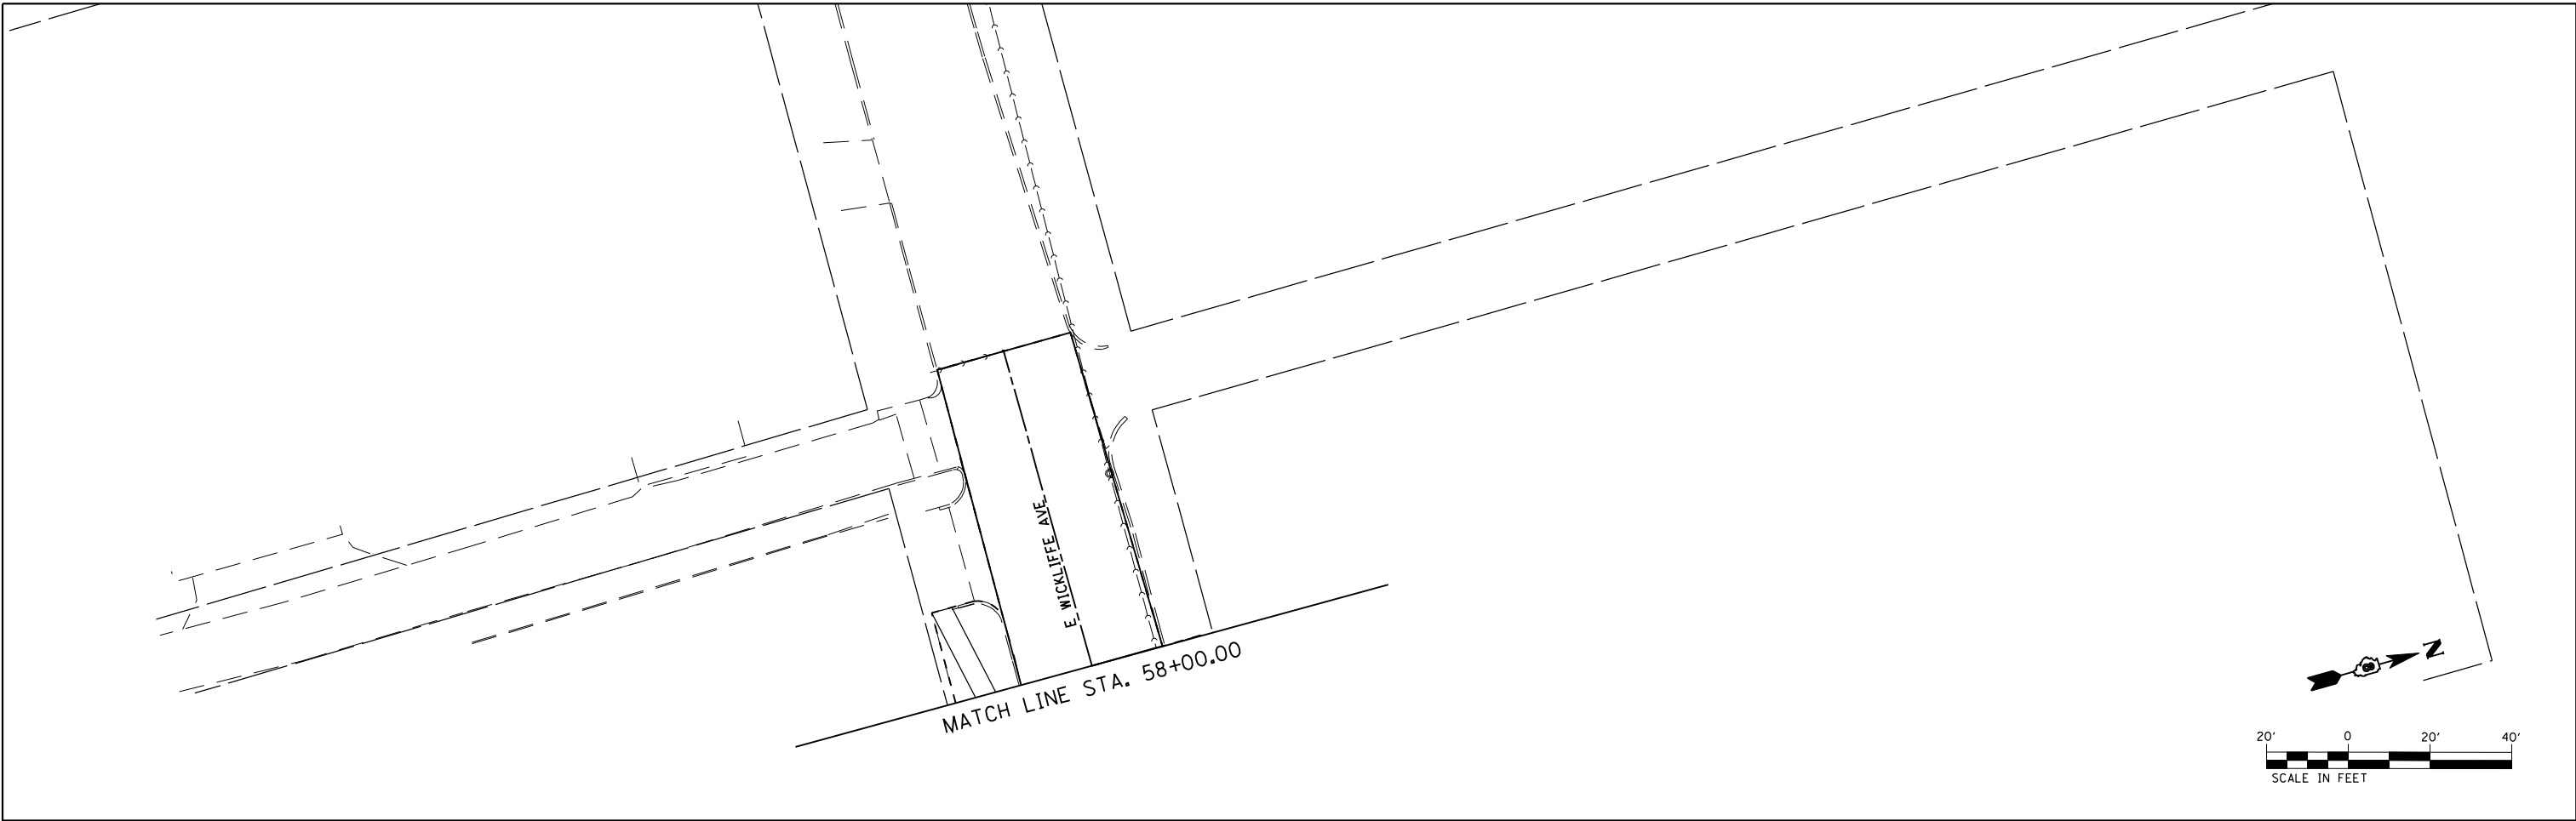 E WICKLIFFE AVE
MATCH LINE STA. 58+00.00
N
20' 0 20' 40'
SCALE IN FEET